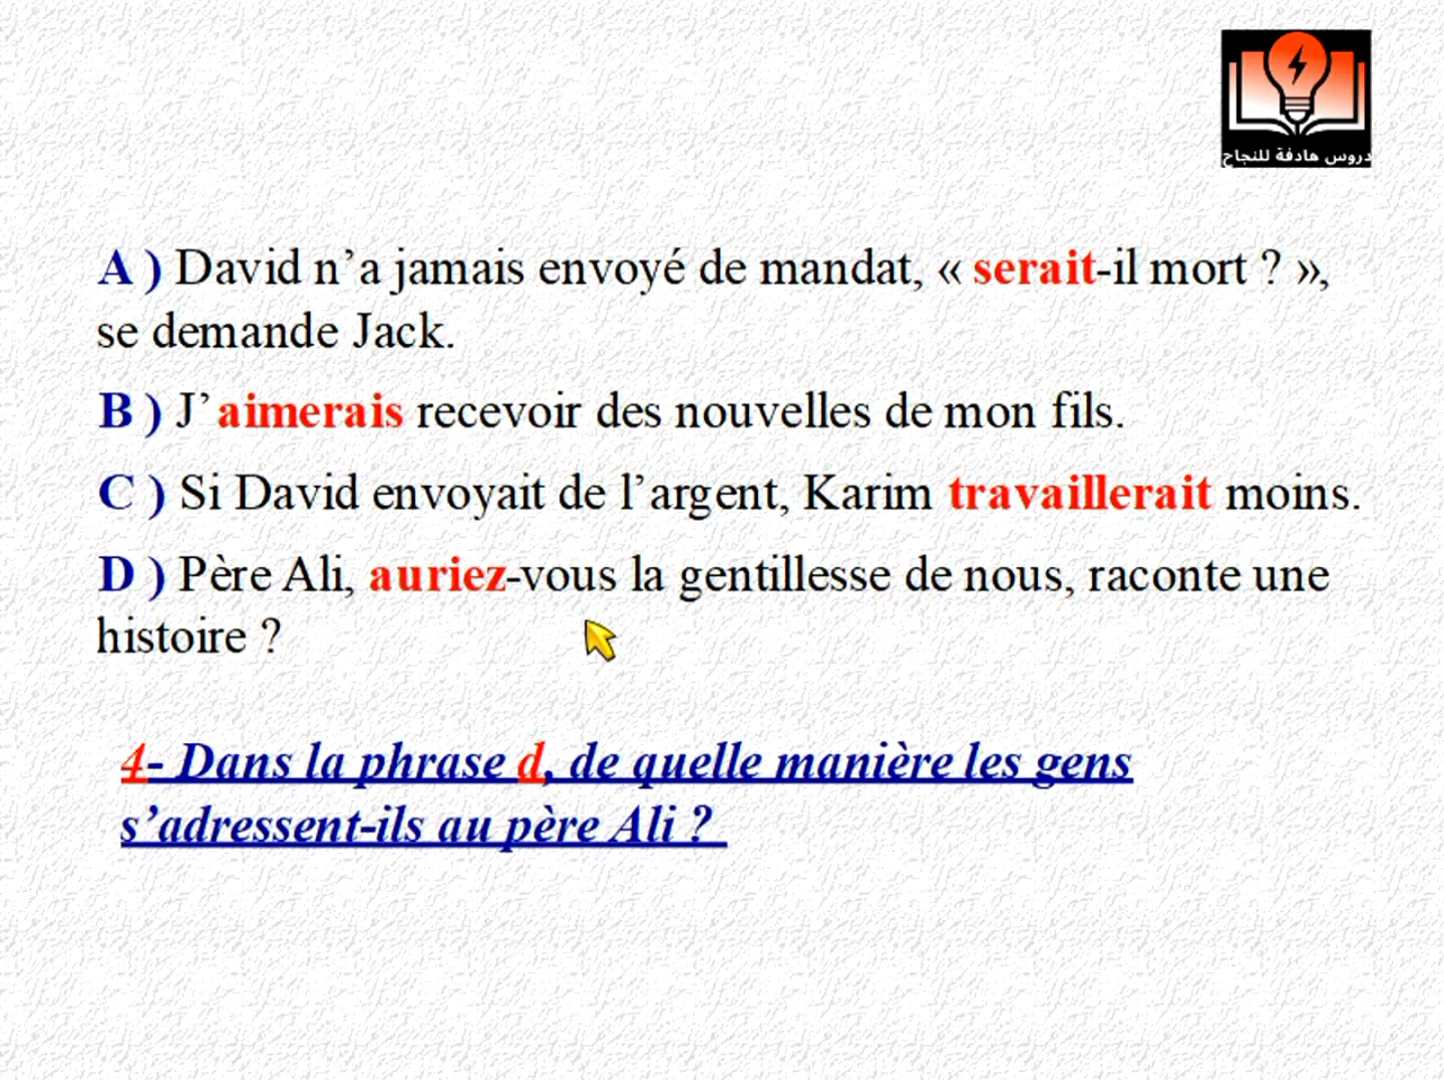 دروس هادفة للنجاح
A ) David n’a jamais envoyé de mandat, « serait-il mort ? »,
se demande Jack.
B ) J’aimerais recevoir des nouvelles de mon fils.
C ) Si David envoyait de l’argent, Karim travaillerait moins.
D ) Père Ali, auriez-vous la gentillesse de nous, raconte une
histoire ?
4- Dans la phrase d, de quelle manière les gens
s’adressent-ils au père Ali ?